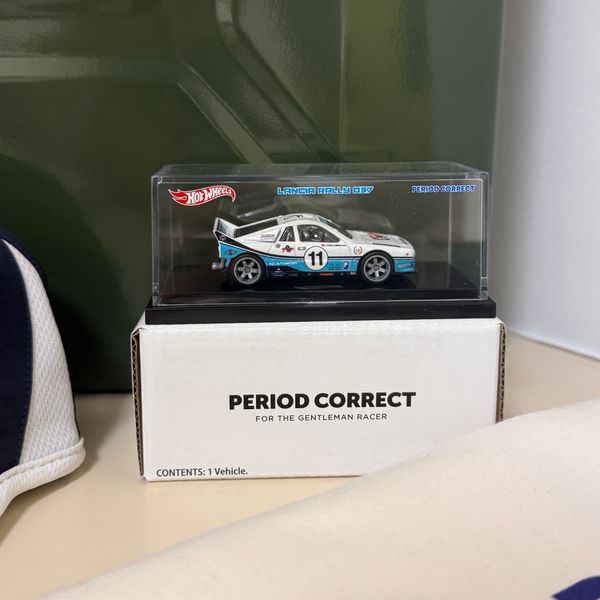 HOT WHEELS
LANCIA RALLY 037
PERIOD CORRECT
11
PERIOD CORRECT
FOR THE GENTLEMAN RACER
CONTENTS: 1 Vehicle.